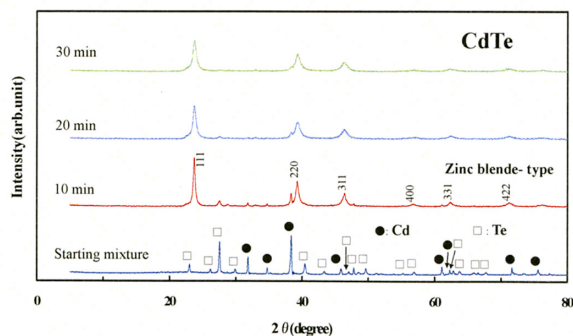 CdTe
30 min
20 min
10 min
Starting mixture
Intensity(arb.unit)
111
220
311
400
331
422
Zinc blende- type
●: Cd □: Te
0 20 40 60 80
2 θ (degree)